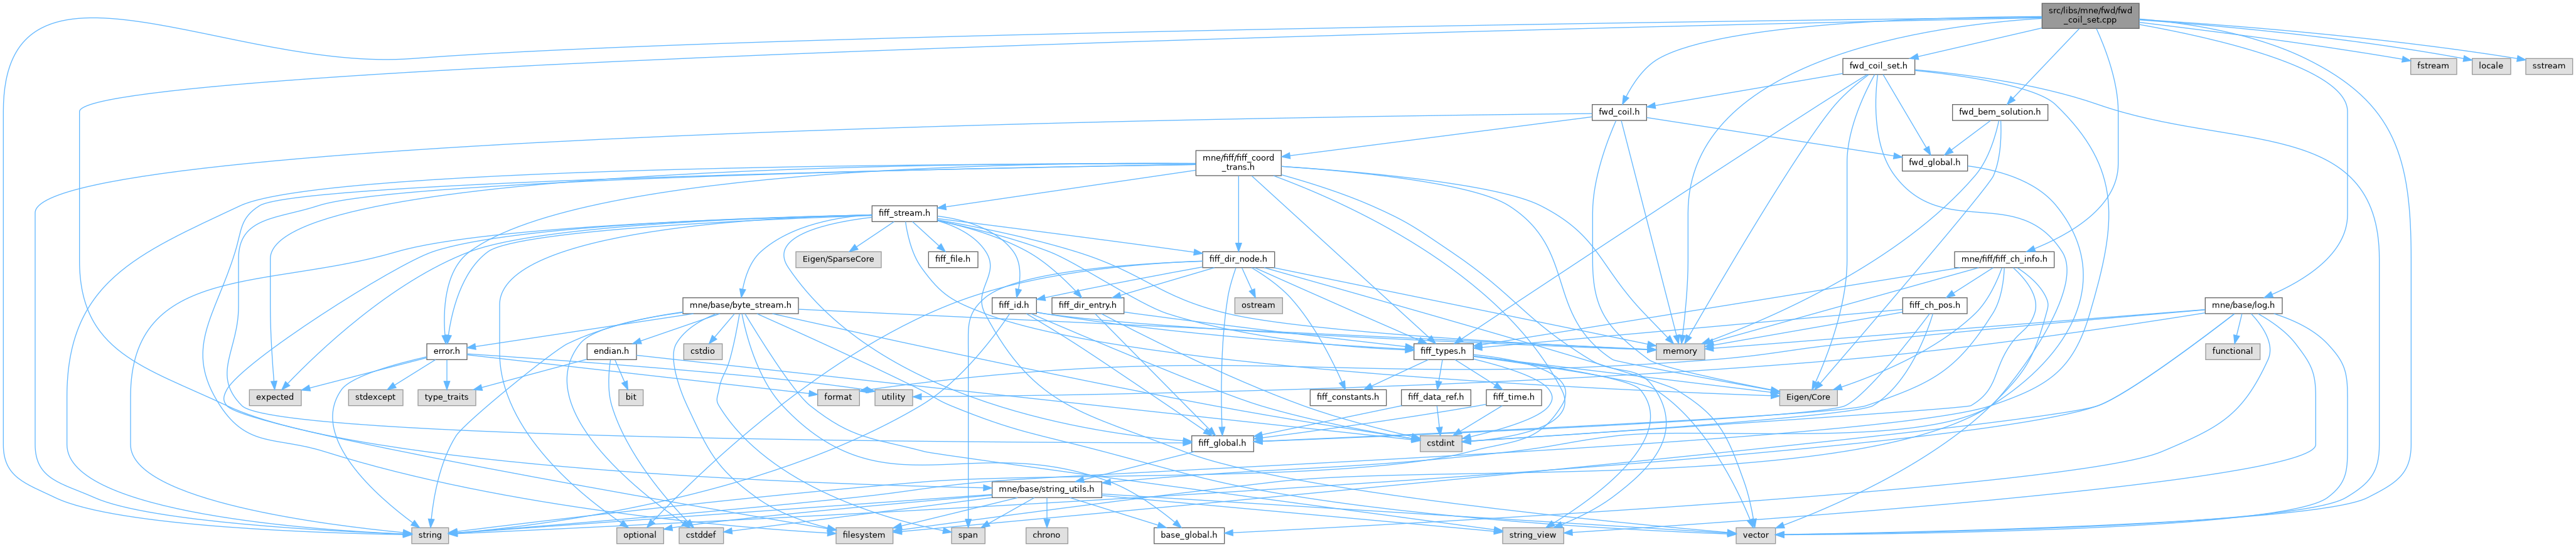 src/libs/mne/fwd/fwd
_coil_set.cpp
fwd_coil_set.h
fstream
locale
sstream
fwd_coil.h
fwd_bem_solution.h
mne/fiff/fiff_coord
_trans.h
fwd_global.h
fiff_stream.h
Eigen/SparseCore
fiff_file.h
fiff_dir_node.h
mne/fiff/fiff_ch_info.h
mne/base/byte_stream.h
fiff_id.h
fiff_dir_entry.h
ostream
fiff_ch_pos.h
mne/base/log.h
error.h
endian.h
cstdio
fiff_types.h
memory
functional
expected
stdexcept
type_traits
bit
format
utility
fiff_constants.h
fiff_data_ref.h
fiff_time.h
Eigen/Core
fiff_global.h
cstdint
mne/base/string_utils.h
string
optional
cstddef
filesystem
span
chrono
base_global.h
string_view
vector